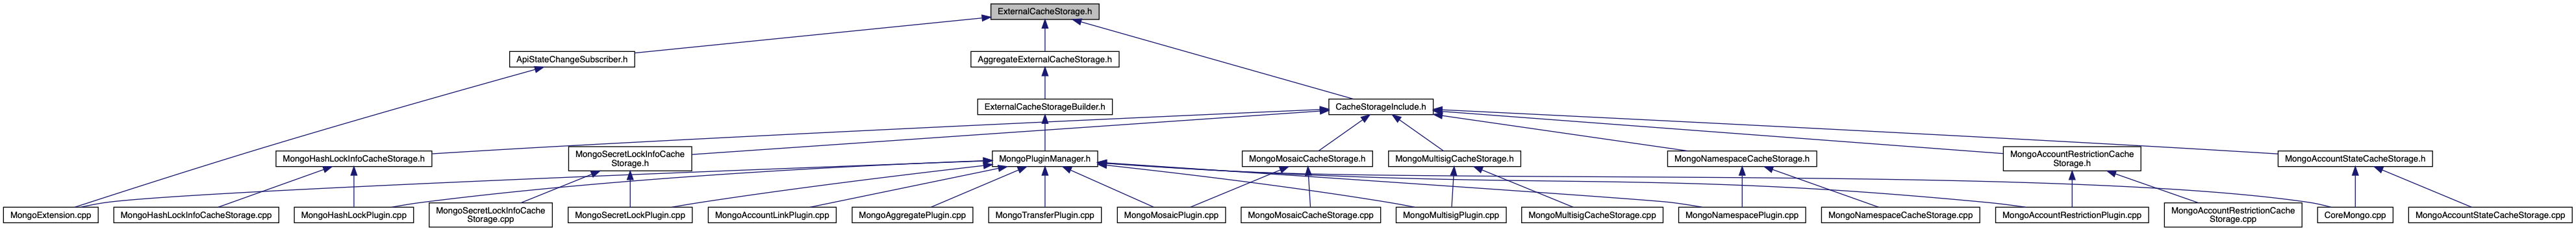 ExternalCacheStorage.h
ApiStateChangeSubscriber.h
AggregateExternalCacheStorage.h
ExternalCacheStorageBuilder.h
CacheStorageInclude.h
MongoHashLockInfoCacheStorage.h
MongoSecretLockInfoCache
Storage.h
MongoPluginManager.h
MongoMosaicCacheStorage.h
MongoMultisigCacheStorage.h
MongoNamespaceCacheStorage.h
MongoAccountRestrictionCache
Storage.h
MongoAccountStateCacheStorage.h
MongoExtension.cpp
MongoHashLockInfoCacheStorage.cpp
MongoHashLockPlugin.cpp
MongoSecretLockInfoCache
Storage.cpp
MongoSecretLockPlugin.cpp
MongoAccountLinkPlugin.cpp
MongoAggregatePlugin.cpp
MongoTransferPlugin.cpp
MongoMosaicPlugin.cpp
MongoMosaicCacheStorage.cpp
MongoMultisigPlugin.cpp
MongoMultisigCacheStorage.cpp
MongoNamespacePlugin.cpp
MongoNamespaceCacheStorage.cpp
MongoAccountRestrictionPlugin.cpp
MongoAccountRestrictionCache
Storage.cpp
CoreMongo.cpp
MongoAccountStateCacheStorage.cpp